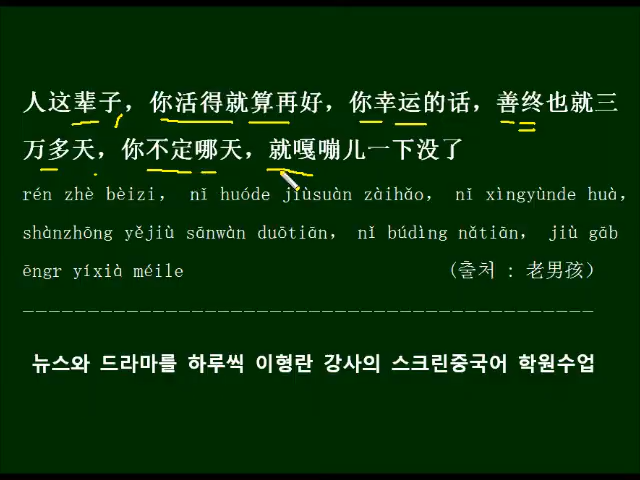 人这辈子，你活得就算再好，你幸运的话，善终也就三
万多天，你不定哪天，就嘎嘣儿一下没了
rén zhè bèizi， nǐ huóde jiùsuàn zàihǎo， nǐ xìngyùnde huà，
shànzhōng yějiù sānwàn duōtiān， nǐ búdìng nǎtiān， jiù gāb
ēngr yíxià méile (출처 : 老男孩)
뉴스와 드라마를 하루씩 이형란 강사의 스크린중국어 학원수업